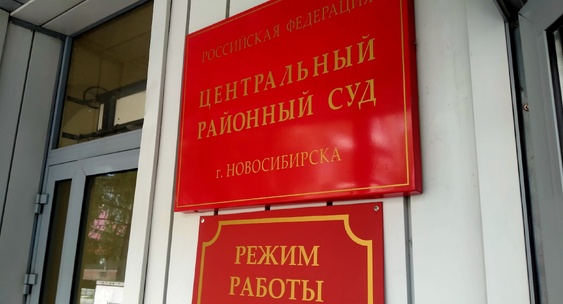 РОССИЙСКАЯ ФЕДЕРАЦИЯ
ЦЕНТРАЛЬНЫЙ
РАЙОННЫЙ СУД
г. НОВОСИБИРСКА
РЕЖИМ
РАБОТЫ